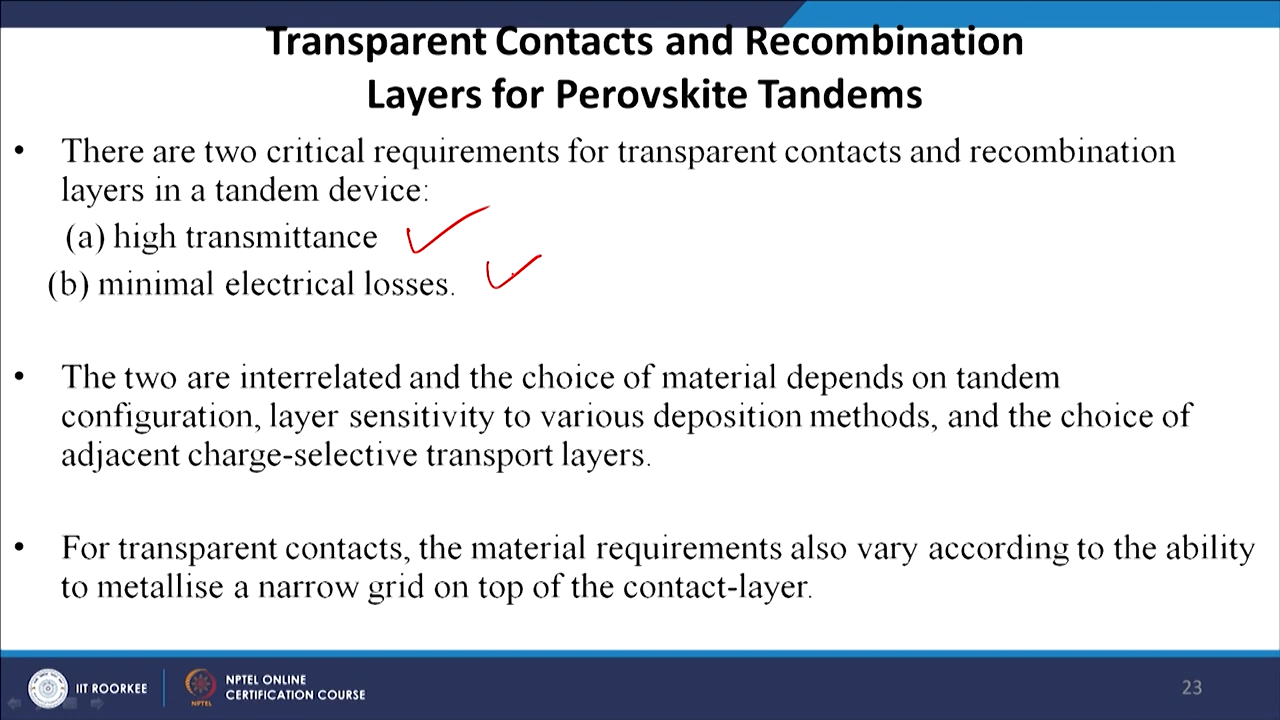 Transparent Contacts and Recombination
Layers for Perovskite Tandems
• There are two critical requirements for transparent contacts and recombination
layers in a tandem device:
(a) high transmittance
(b) minimal electrical losses.
• The two are interrelated and the choice of material depends on tandem
configuration, layer sensitivity to various deposition methods, and the choice of
adjacent charge-selective transport layers.
• For transparent contacts, the material requirements also vary according to the ability
to metallise a narrow grid on top of the contact-layer.
IIT ROORKEE
NPTEL
NPTEL ONLINE
CERTIFICATION COURSE
23